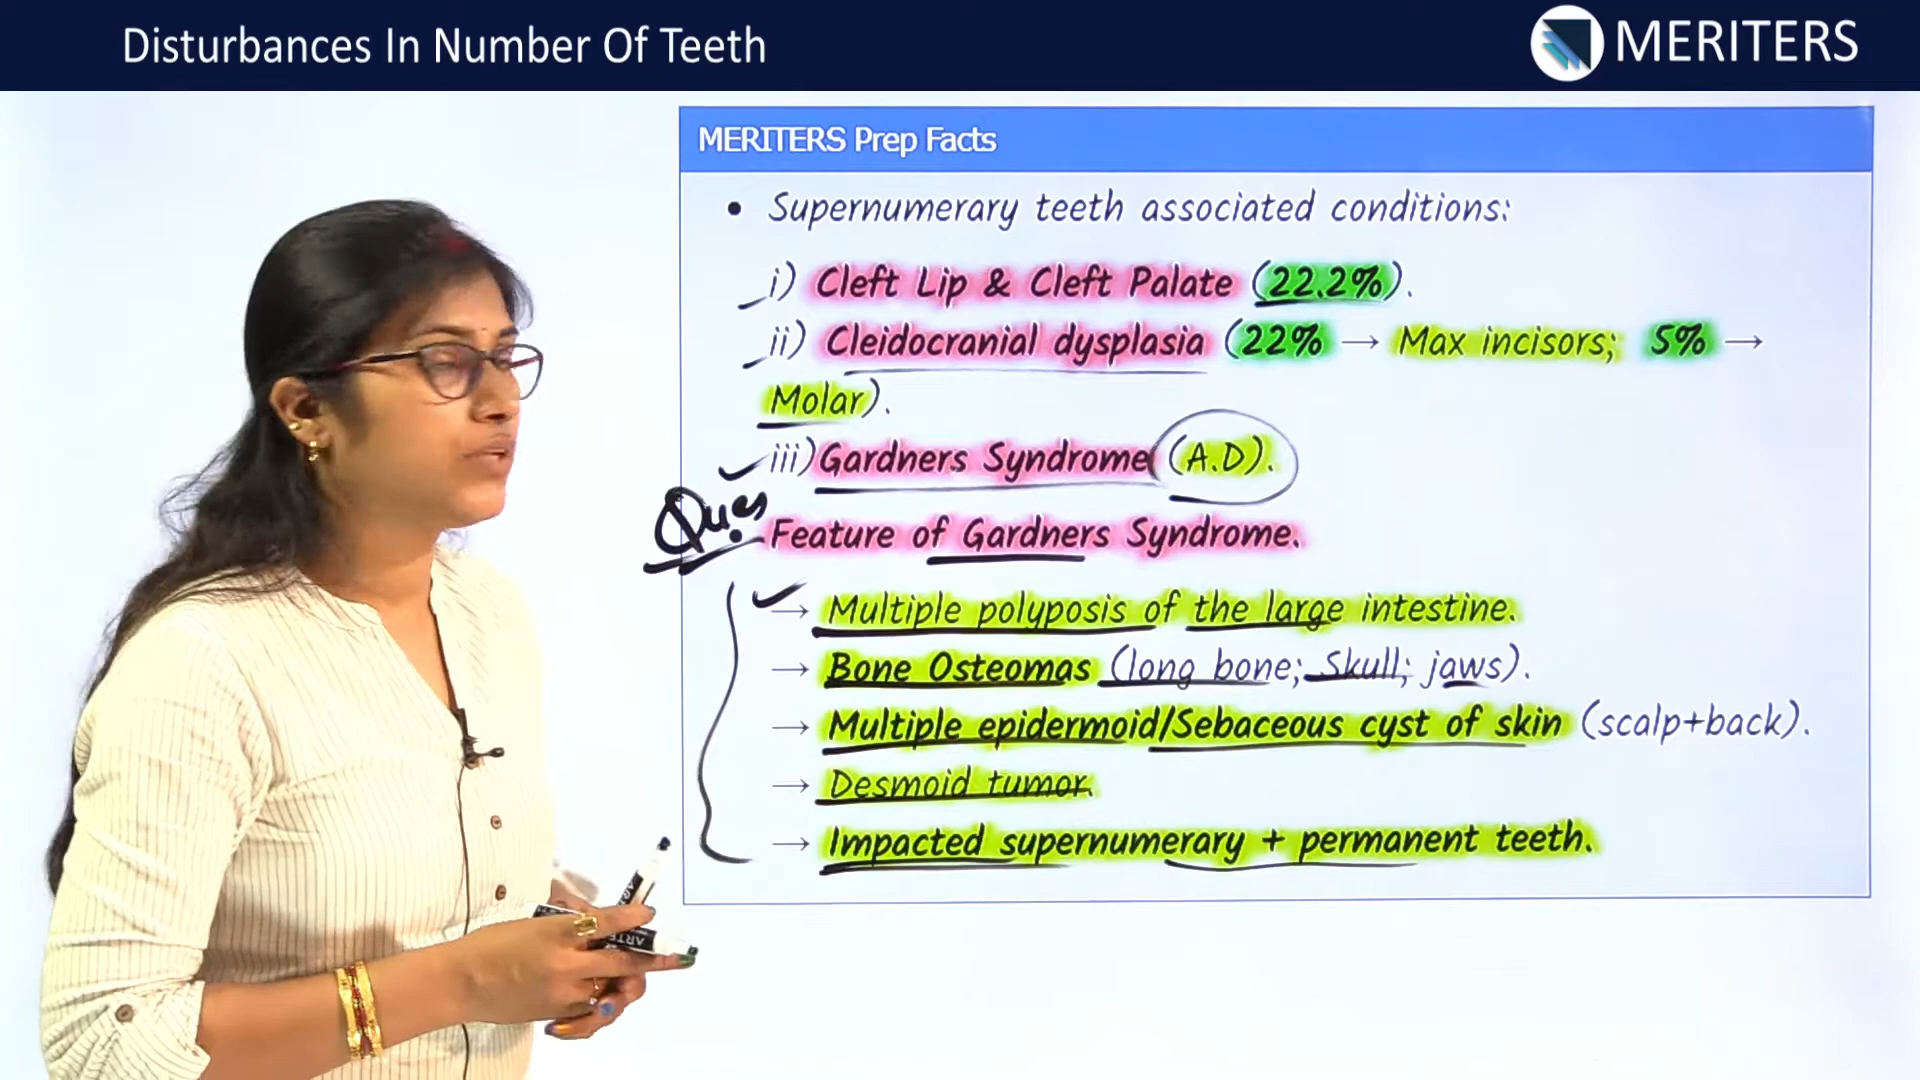 Disturbances In Number Of Teeth
MERITERS
MERITERS Prep Facts
• Supernumerary teeth associated conditions:
i) Cleft Lip & Cleft Palate (22.2%).
ii) Cleidocranial dysplasia (22% → Max incisors; 5% →
Molar).
iii) Gardners Syndrome (A.D).
Ques
Feature of Gardners Syndrome.
→ Multiple polyposis of the large intestine.
→ Bone Osteomas (long bone; Skull; jaws).
→ Multiple epidermoid/Sebaceous cyst of skin (scalp+back).
→ Desmoid tumor.
→ Impacted supernumerary + permanent teeth.